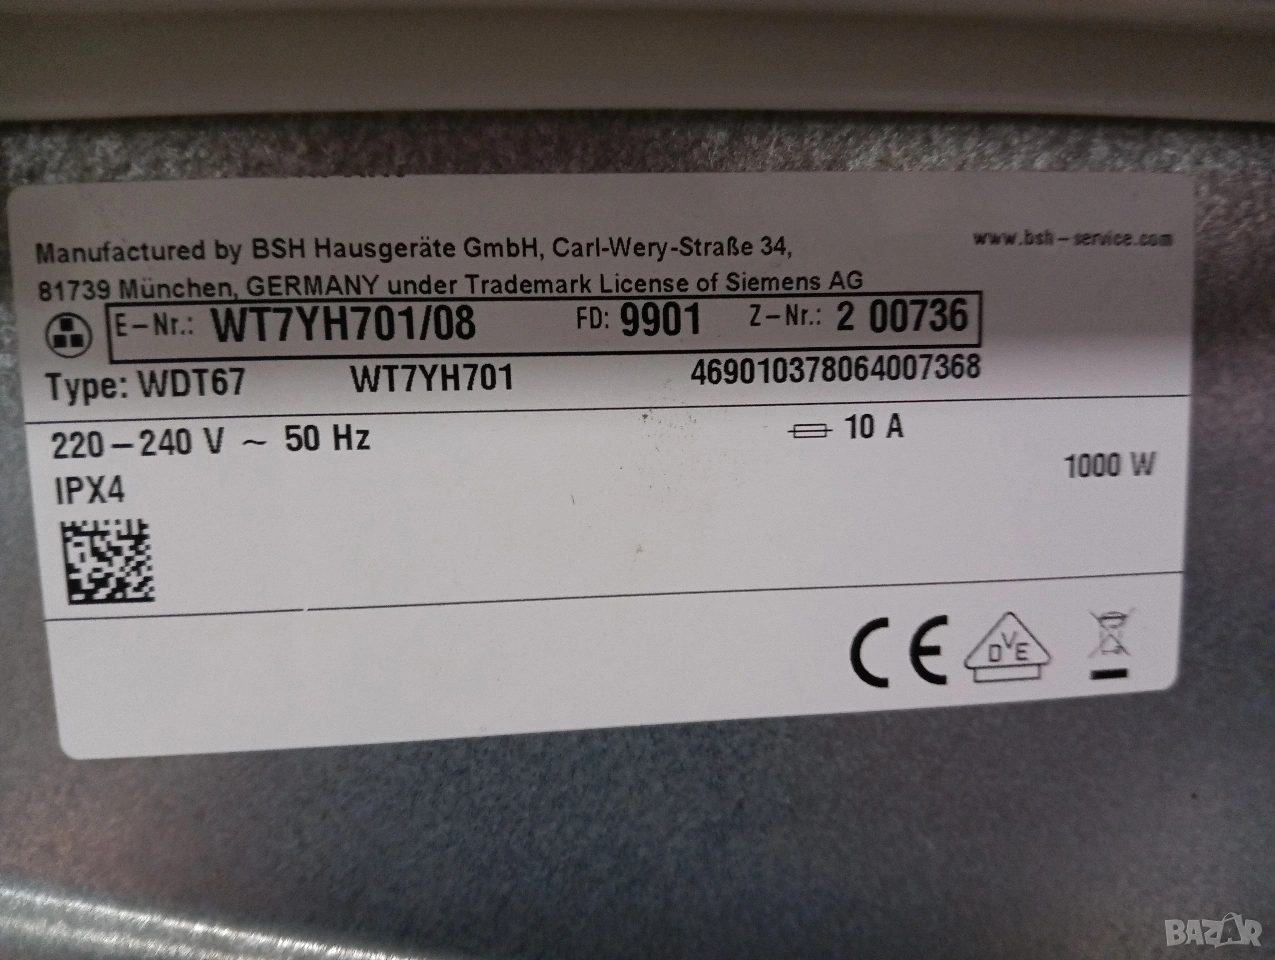 Manufactured by BSH Hausgeräte GmbH, Carl-Wery-Straße 34,
www.bsh-service.com
81739 München, GERMANY under Trademark License of Siemens AG
E-Nr.: WT7YH701/08 FD: 9901 Z-Nr.: 2 00736
Type: WDT67 WT7YH701 469010378064007368
220-240 V ~ 50 Hz 10 A
1000 W
IPX4
CE DVE
BAZAR